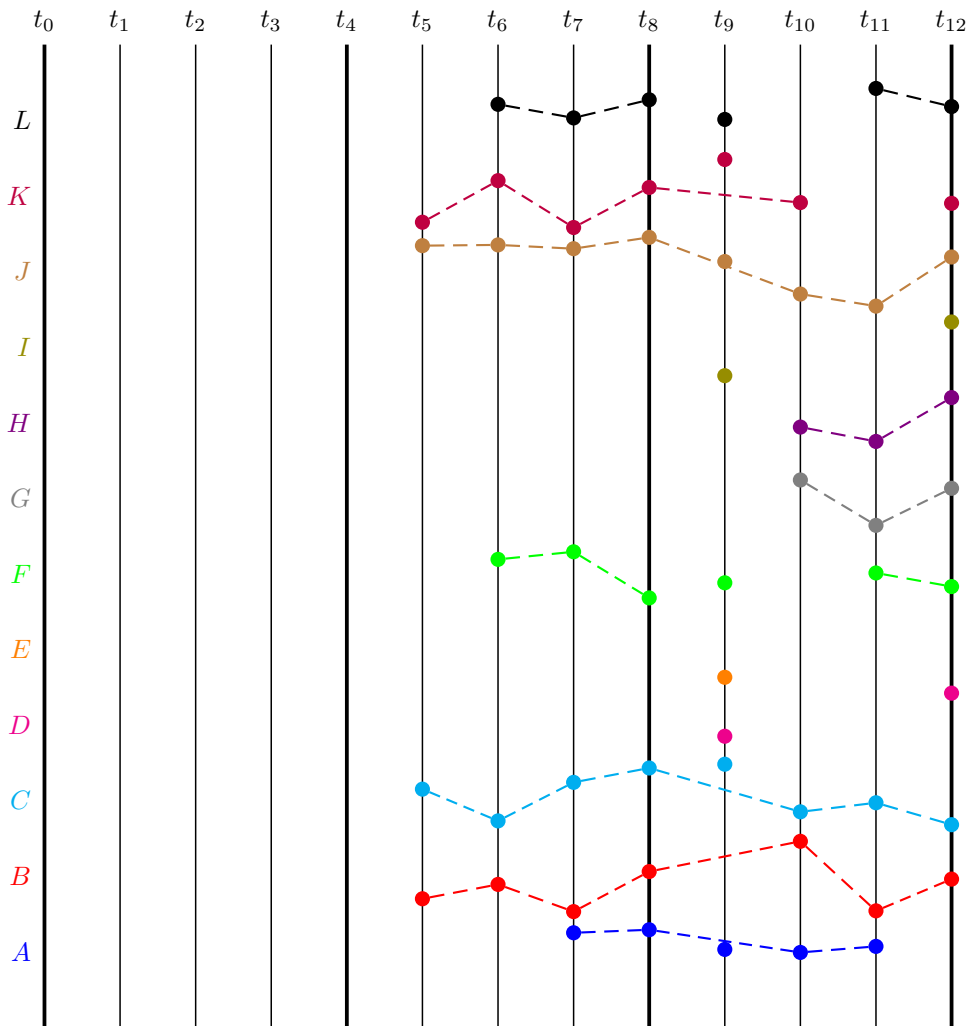 t₀ t₁ t₂ t₃ t₄ t₅ t₆ t₇ t₈ t₉ t₁₀ t₁₁ t₁₂
L
K
J
I
H
G
F
E
D
C
B
A